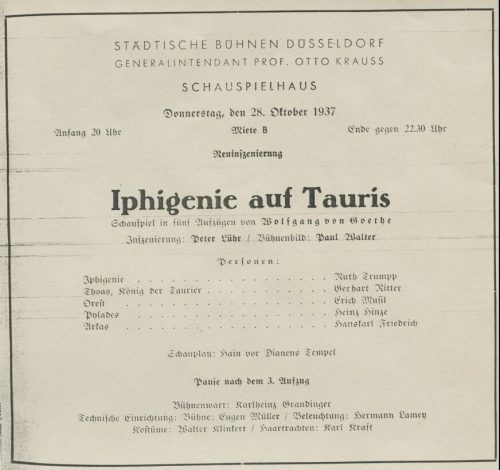 STÄDTISCHE BÜHNEN DÜSSELDORF
GENERALINTENDANT PROF. OTTO KRAUSS
SCHAUSPIELHAUS
Donnerstag, den 28. Oktober 1937
Anfang 20 Uhr Miete B Ende gegen 22.30 Uhr
Neuinszenierung
Iphigenie auf Tauris
Schauspiel in fünf Aufzügen von Wolfgang von Goethe
Inszenierung: Peter Lühr / Bühnenbild: Paul Walter
Personen:
Iphigenie . . . . . . . . . . Ruth Trumpp
Thoas, König der Taurier . . . . . . . . . . Gerhart Ritter
Orest . . . . . . . . . . Erich Musil
Pylades . . . . . . . . . . Heinz Hinze
Arkas . . . . . . . . . . Hanskarl Friedrich
Schauplatz: Hain vor Dianens Tempel
Pause nach dem 3. Aufzug
Bühnenwart: Karlheinz Grandinger
Technische Einrichtung: Bühne: Eugen Müller / Beleuchtung: Hermann Lamey
Kostüme: Walter Klinkert / Haartrachten: Karl Kraft